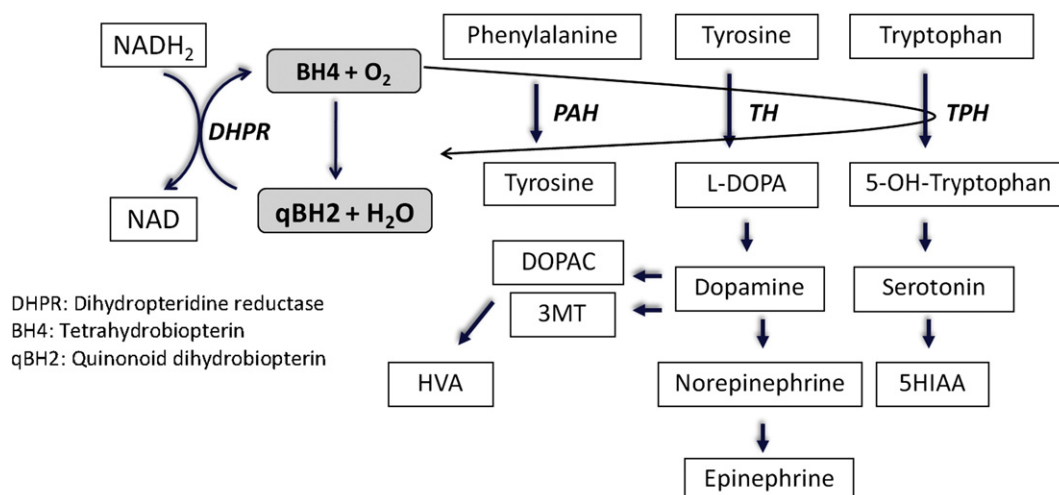 NADH₂
BH4 + O₂
Phenylalanine
Tyrosine
Tryptophan
DHPR
PAH
TH
TPH
NAD
qBH2 + H₂O
Tyrosine
L-DOPA
5-OH-Tryptophan
DOPAC
3MT
Dopamine
Serotonin
DHPR: Dihydropteridine reductase
BH4: Tetrahydrobiopterin
qBH2: Quinonoid dihydrobiopterin
HVA
Norepinephrine
5HIAA
Epinephrine